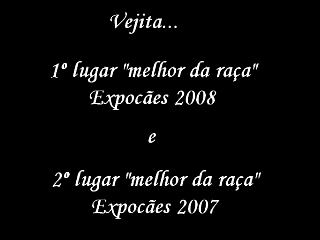 Vejita...
1º lugar "melhor da raça"
Expocães 2008
e
2º lugar "melhor da raça"
Expocães 2007